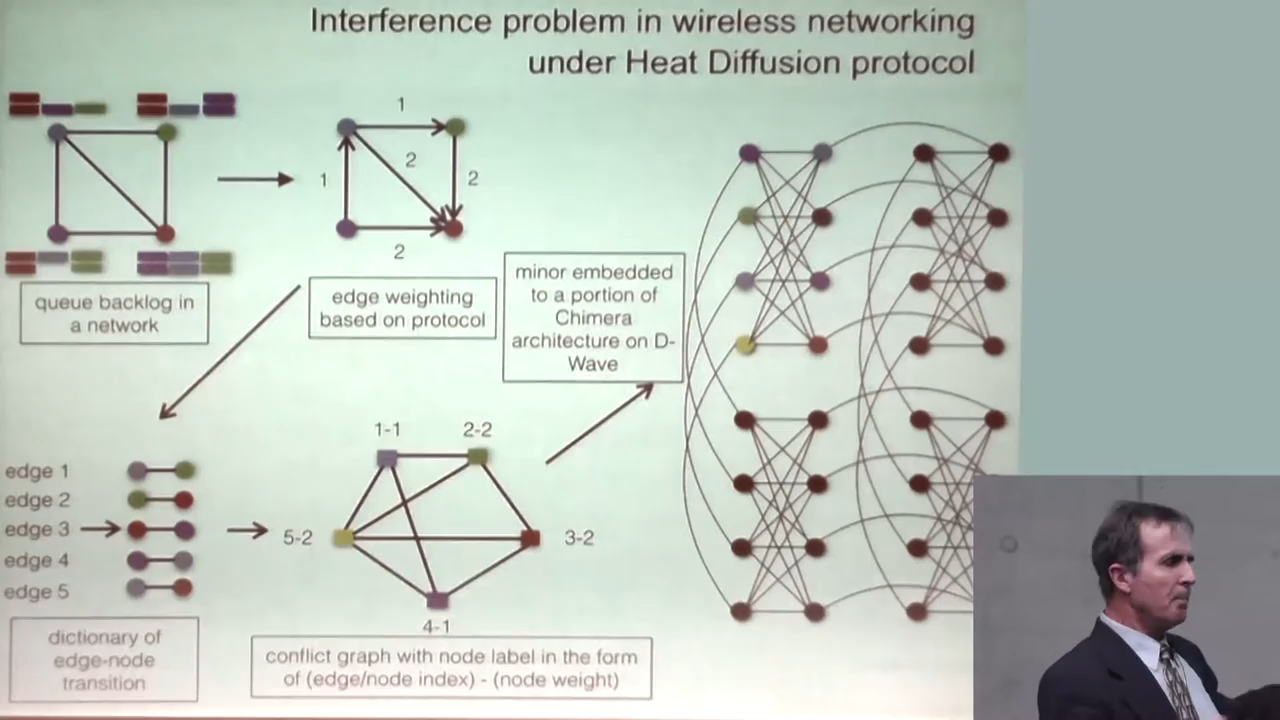 Interference problem in wireless networking
under Heat Diffusion protocol
1
2
1
2
2
queue backlog in
a network
edge weighting
based on protocol
minor embedded
to a portion of
Chimera
architecture on D-
Wave
edge 1
edge 2
edge 3
edge 4
edge 5
dictionary of
edge-node
transition
1-1
2-2
5-2
3-2
4-1
conflict graph with node label in the form
of (edge/node index) - (node weight)